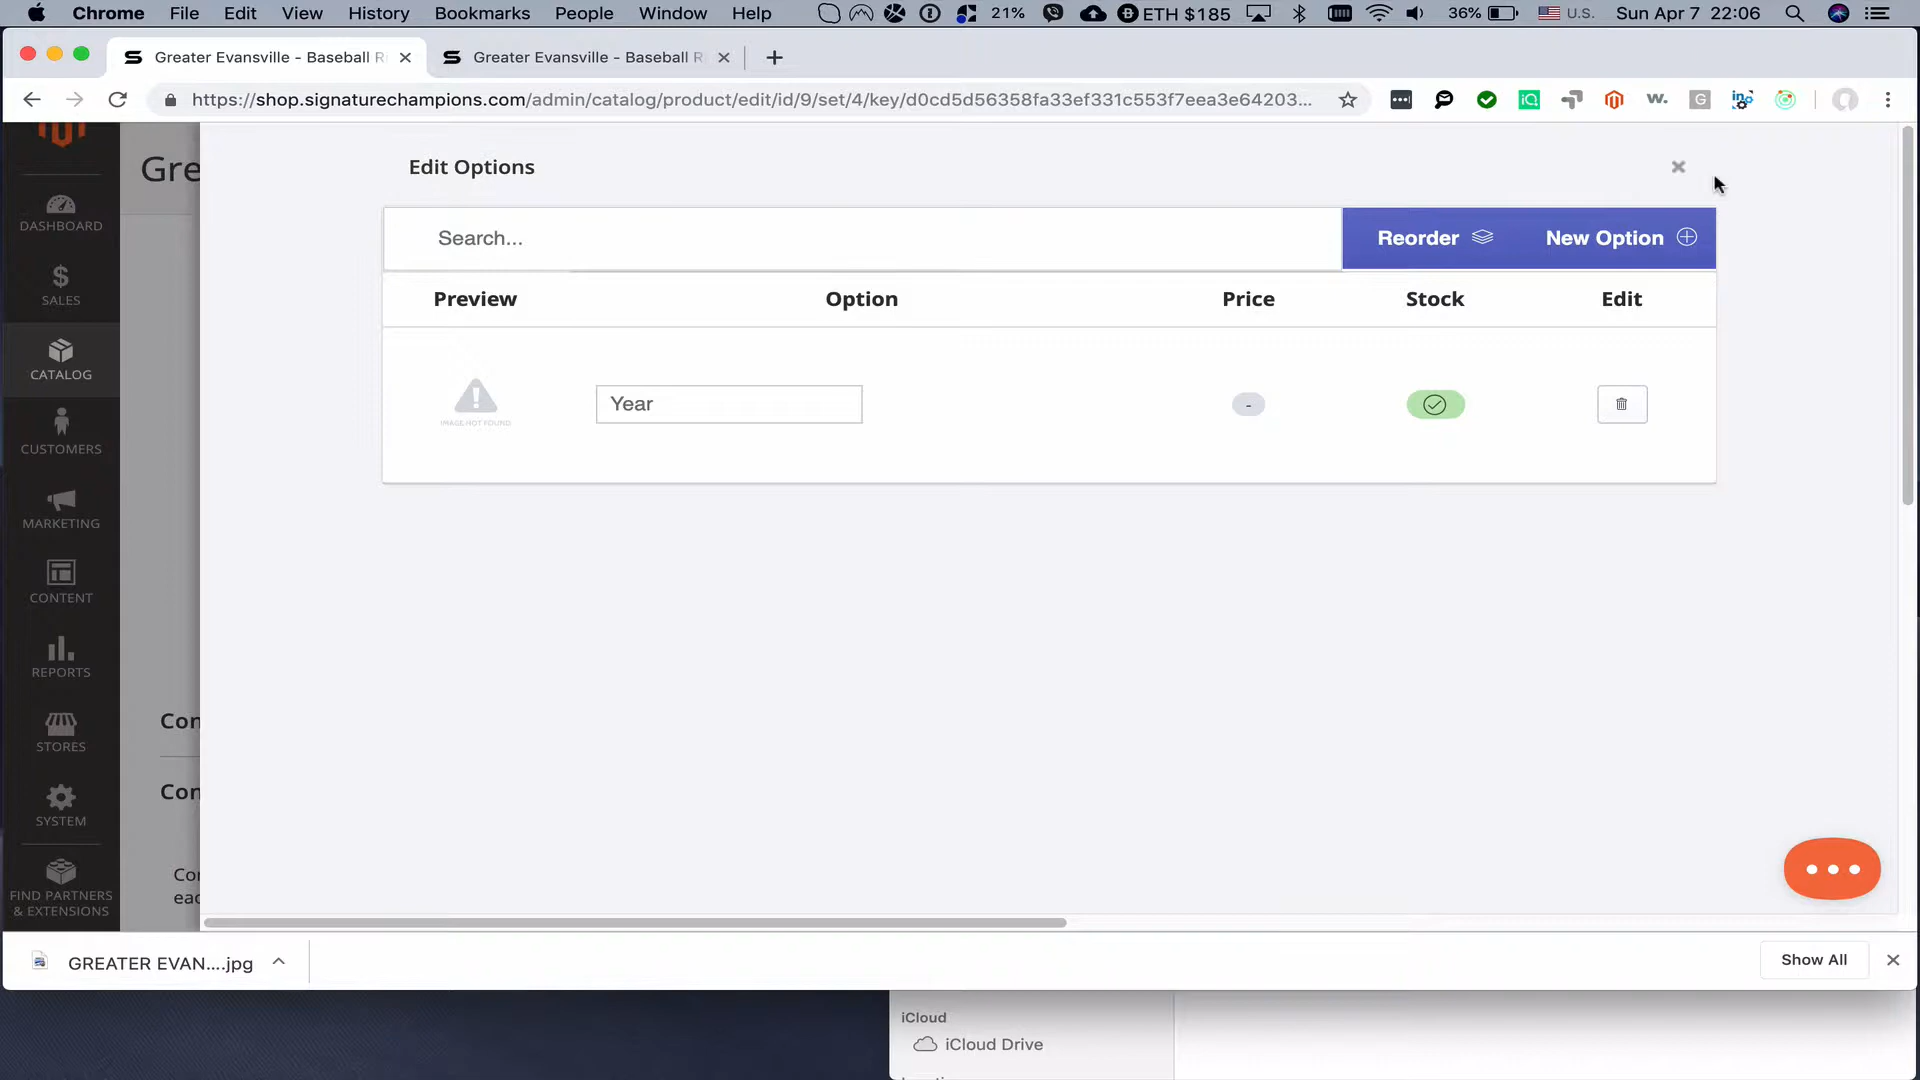 Chrome File Edit View History Bookmarks People Window Help 21% ETH $185 36% U.S. Sun Apr 7 22:06
Greater Evansville - Baseball R
Greater Evansville - Baseball R
https://shop.signaturechampions.com/admin/catalog/product/edit/id/9/set/4/key/d0cd5d56358fa33ef331c553f7eea3e64203...
Gre
Edit Options
Search...
Reorder
New Option
Preview Option Price Stock Edit
IMAGE NOT FOUND
Year
-
DASHBOARD
SALES
CATALOG
CUSTOMERS
MARKETING
CONTENT
REPORTS
STORES
SYSTEM
FIND PARTNERS
& EXTENSIONS
Con
Con
Cor
eac
GREATER EVAN....jpg
Show All
iCloud
iCloud Drive